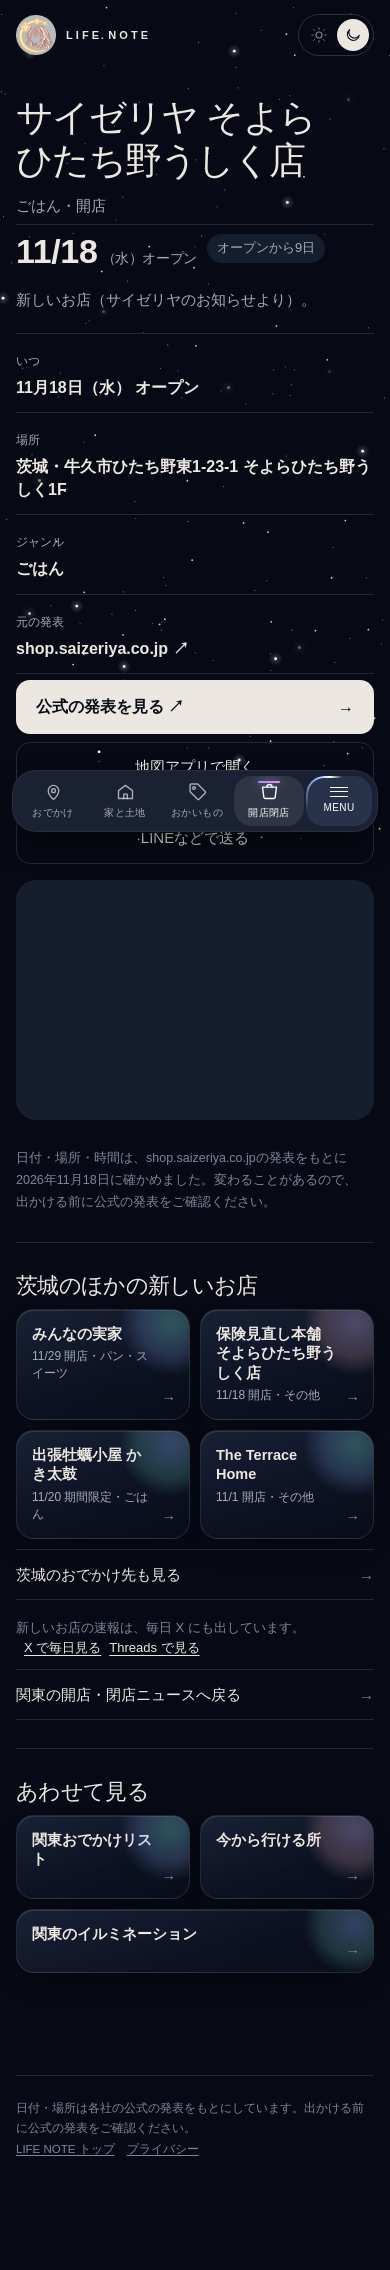 LIFE.NOTE
サイゼリヤ そよら
ひたち野うしく店
ごはん・開店
11/18 （水）オープン オープンから9日
新しいお店（サイゼリヤのお知らせより）。
いつ
11月18日（水） オープン
場所
茨城・牛久市ひたち野東1-23-1 そよらひたち野う
しく1F
ジャンル
ごはん
元の発表
shop.saizeriya.co.jp ↗
公式の発表を見る ↗ →
地図アプリで開く
おでかけ 家と土地 おかいもの 開店閉店 MENU
LINEなどで送る
日付・場所・時間は、shop.saizeriya.co.jpの発表をもとに
2026年11月18日に確かめました。変わることがあるので、
出かける前に公式の発表をご確認ください。
茨城のほかの新しいお店
みんなの実家
11/29 開店・パン・ス
イーツ
→
保険見直し本舗
そよらひたち野う
しく店
11/18 開店・その他 →
出張牡蠣小屋 か
き太鼓
11/20 期間限定・ごは
ん →
The Terrace
Home
11/1 開店・その他
→
茨城のおでかけ先も見る →
新しいお店の速報は、毎日 X にも出しています。
X で毎日見る Threads で見る
関東の開店・閉店ニュースへ戻る →
あわせて見る
関東おでかけリス
ト
→
今から行ける所
→
関東のイルミネーション
→
日付・場所は各社の公式の発表をもとにしています。出かける前
に公式の発表をご確認ください。
LIFE NOTE トップ プライバシー